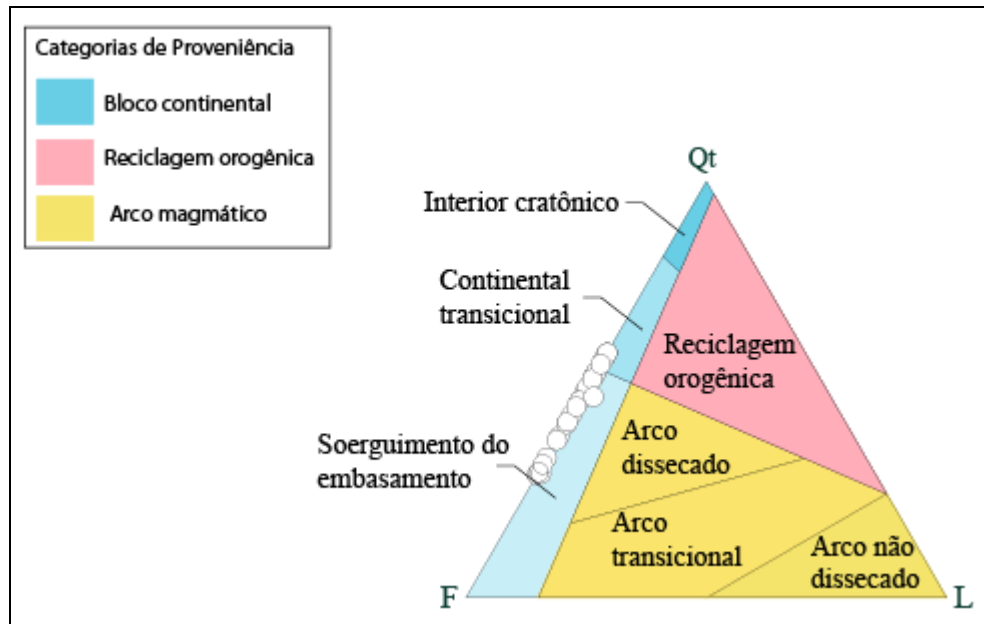 Categorias de Proveniência
Bloco continental
Reciclagem orogênica
Arco magmático
Qt
Interior cratônico
Continental
transicional
Reciclagem
orogênica
Soerguimento do
embasamento
Arco
dissecado
Arco
transicional
Arco não
dissecado
F
L